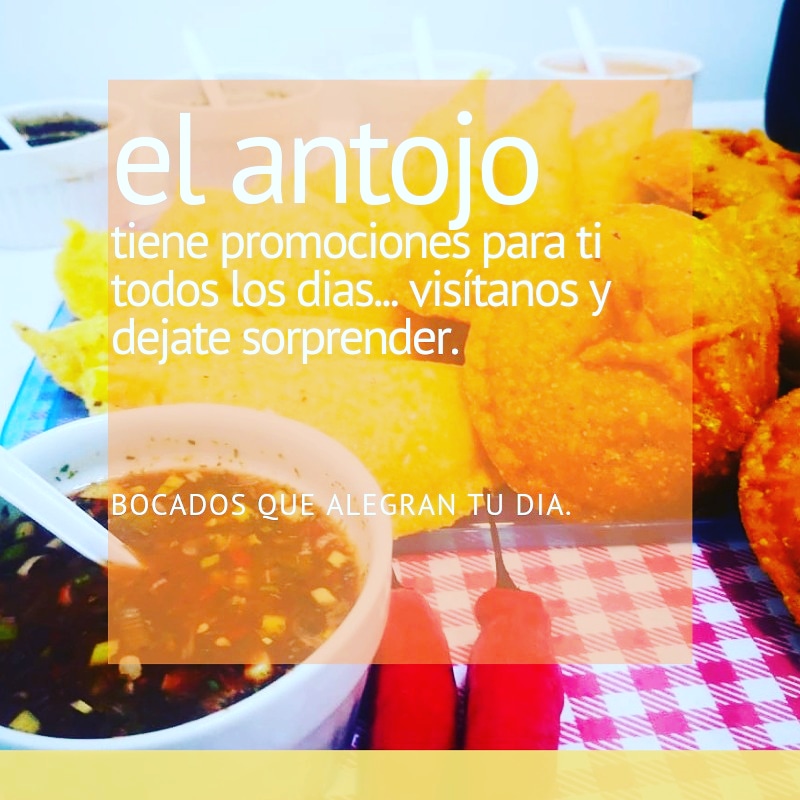 el antojo
tiene promociones para ti
todos los dias... visítanos y
dejate sorprender.
BOCADOS QUE ALEGRAN TU DIA.